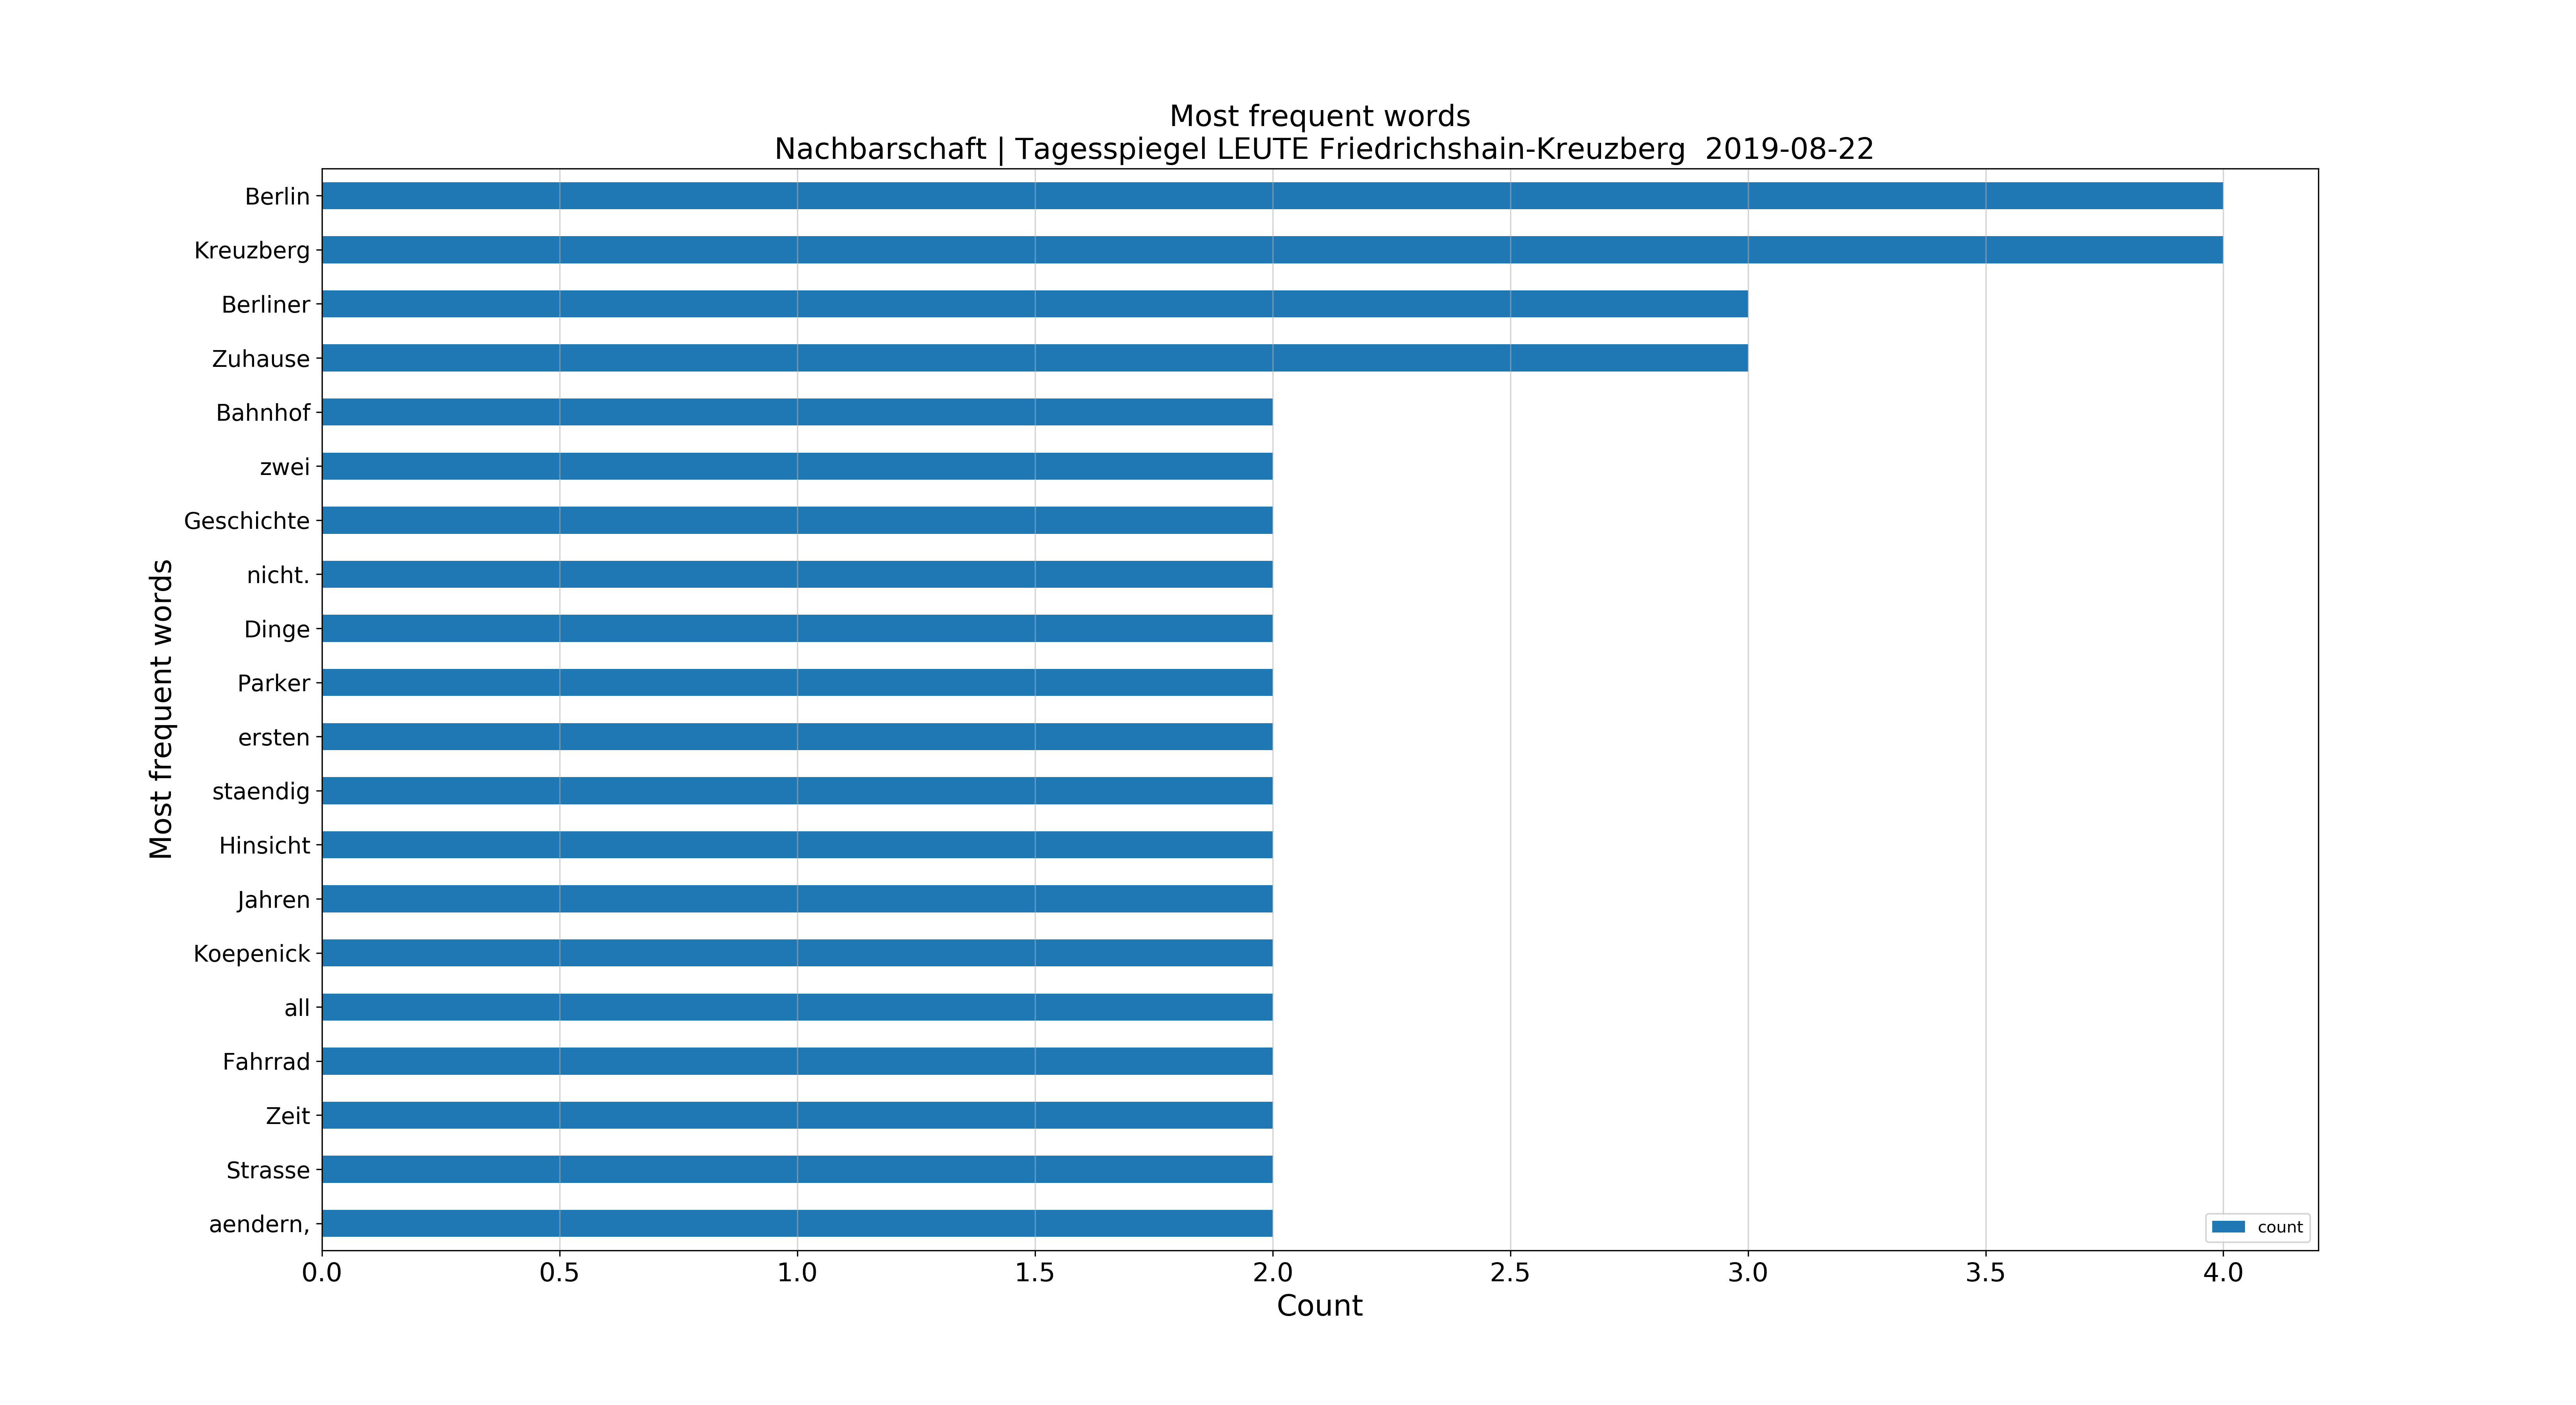 Most frequent words
Nachbarschaft | Tagesspiegel LEUTE Friedrichshain-Kreuzberg  2019-08-22
Most frequent words
Berlin
Kreuzberg
Berliner
Zuhause
Bahnhof
zwei
Geschichte
nicht.
Dinge
Parker
ersten
staendig
Hinsicht
Jahren
Koepenick
all
Fahrrad
Zeit
Strasse
aendern,
count
0.0 0.5 1.0 1.5 2.0 2.5 3.0 3.5 4.0
Count